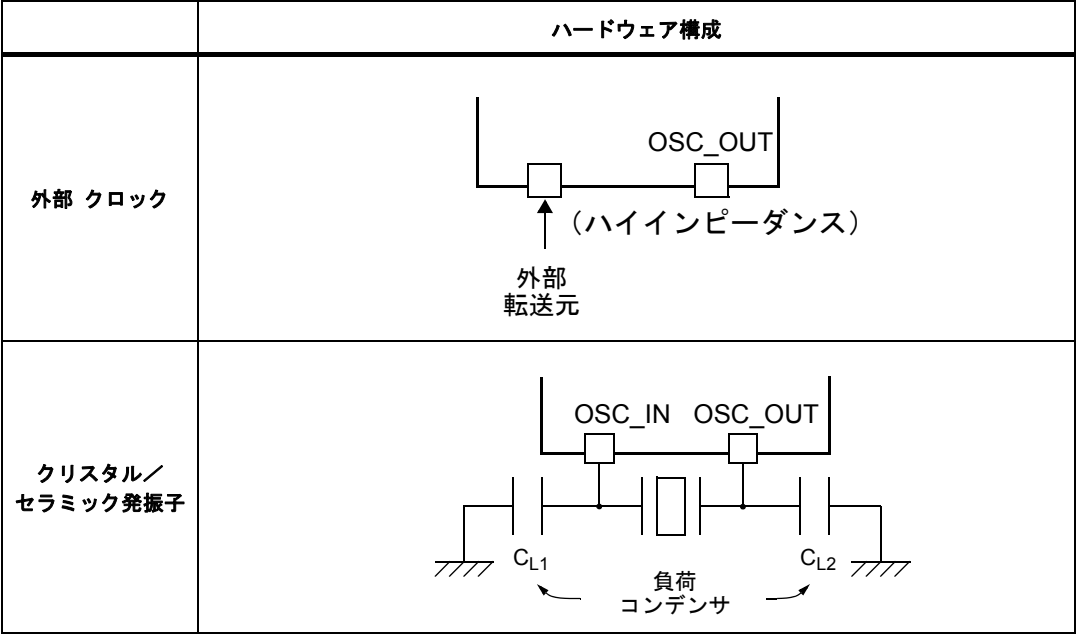 ハードウェア構成
外部 クロック
OSC_OUT
(ハイインピーダンス)
外部
転送元
クリスタル/
セラミック発振子
OSC_IN OSC_OUT
CL1
CL2
負荷
コンデンサ